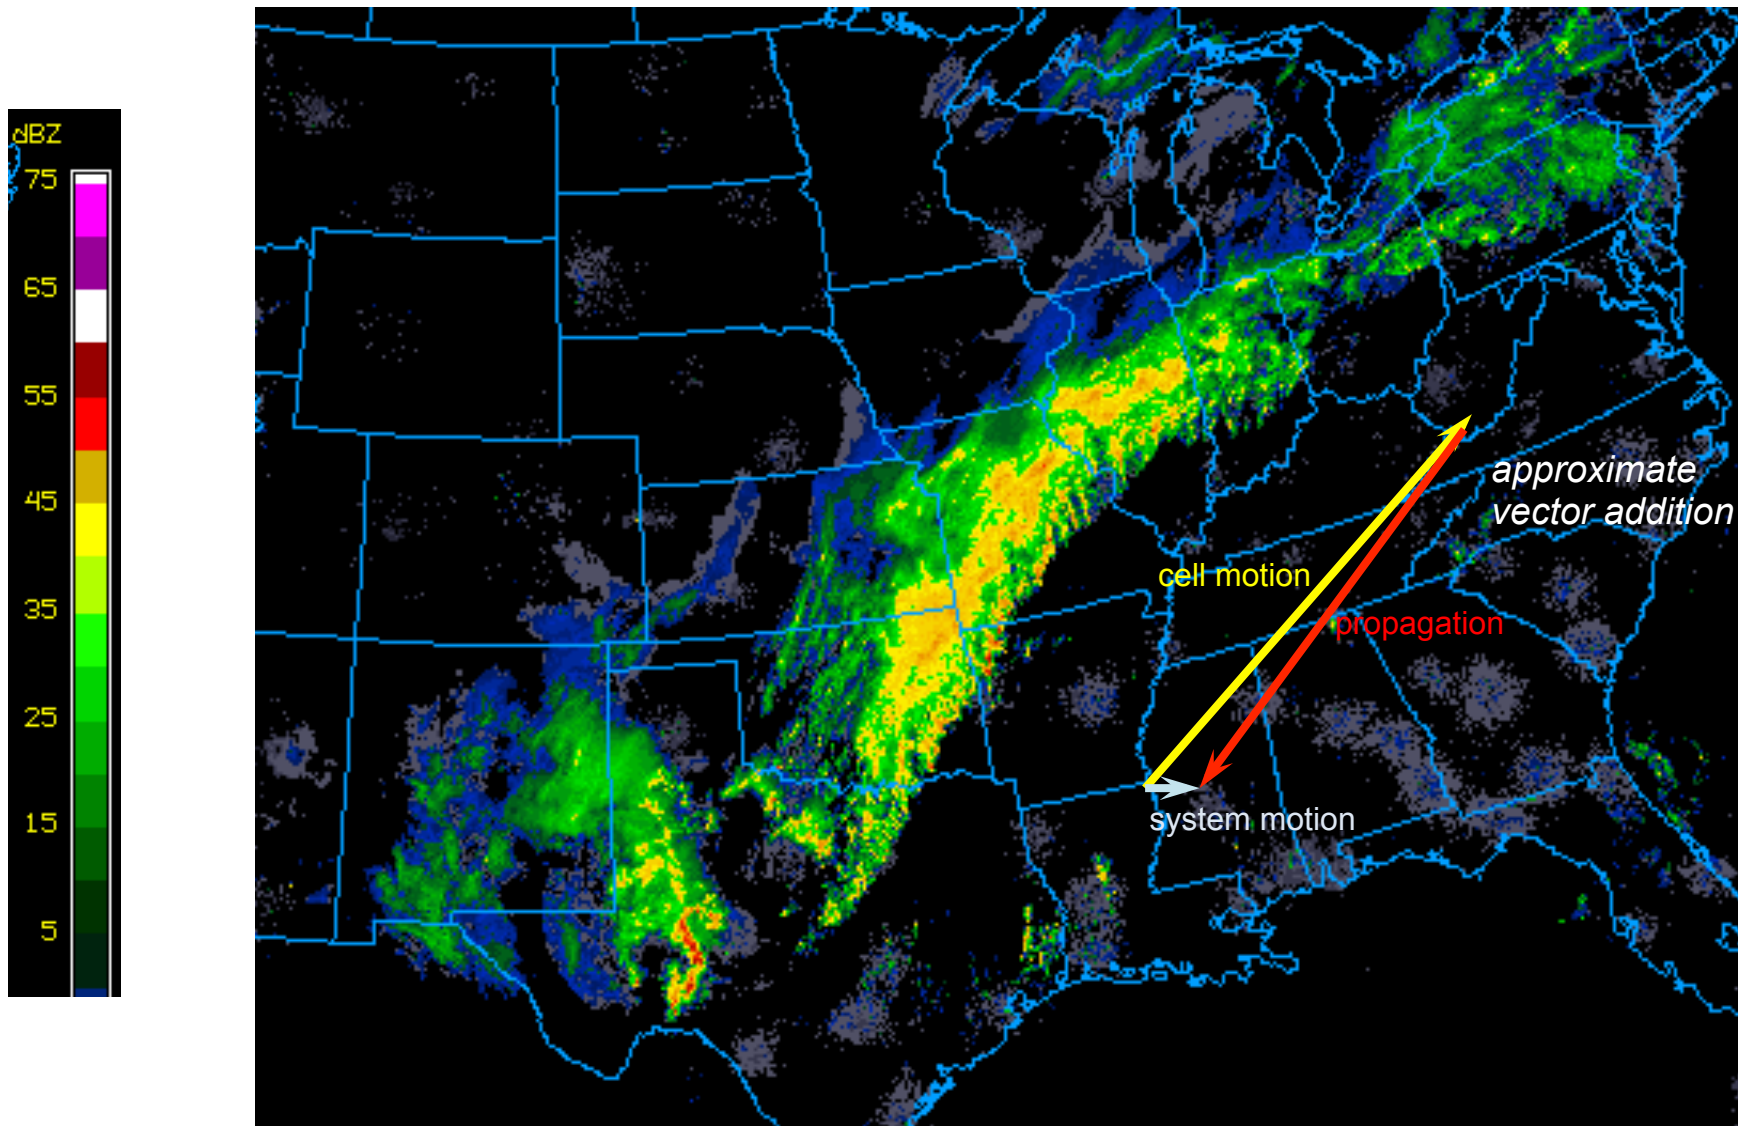 dBZ
75
65
55
45
35
25
15
5
approximate
vector addition
cell motion
propagation
system motion